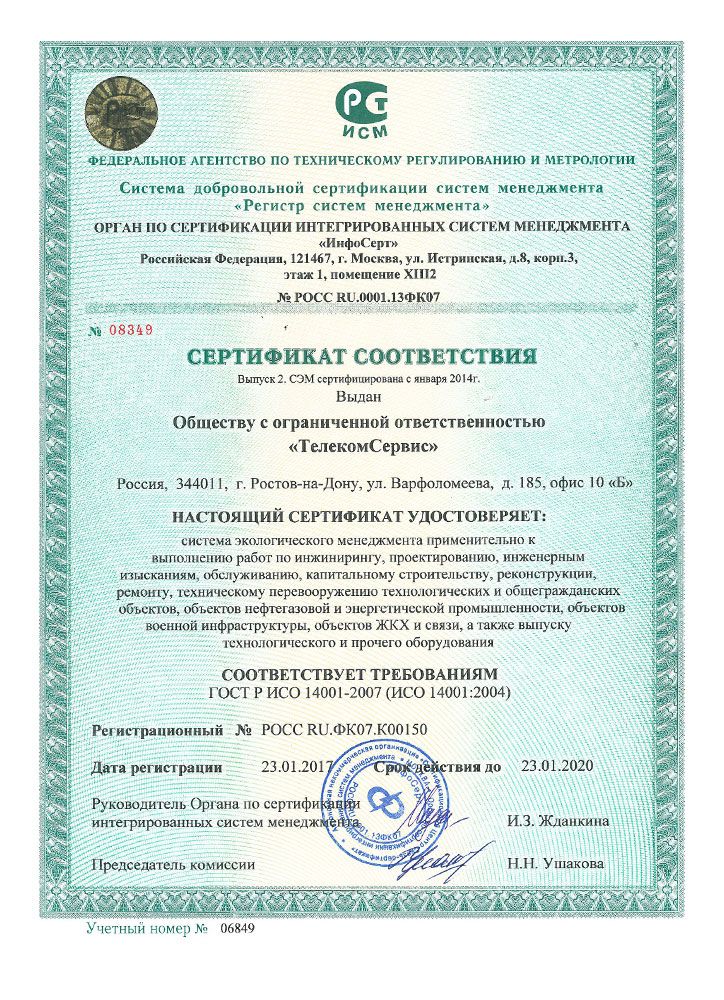 РСТ
ИСМ
ФЕДЕРАЛЬНОЕ АГЕНТСТВО ПО ТЕХНИЧЕСКОМУ РЕГУЛИРОВАНИЮ И МЕТРОЛОГИИ
Система добровольной сертификации систем менеджмента
«Регистр систем менеджмента»
ОРГАН ПО СЕРТИФИКАЦИИ ИНТЕГРИРОВАННЫХ СИСТЕМ МЕНЕДЖМЕНТА
«ИнфоСерт»
Российская Федерация, 121467, г. Москва, ул. Истринская, д.8, корп.3,
этаж 1, помещение XIII2
№ РОСС RU.0001.13ФК07
№ 08349
СЕРТИФИКАТ СООТВЕТСТВИЯ
Выпуск 2. СЭМ сертифицирована с января 2014г.
Выдан
Обществу с ограниченной ответственностью
«ТелекомСервис»
Россия, 344011, г. Ростов-на-Дону, ул. Варфоломеева, д. 185, офис 10 «Б»
НАСТОЯЩИЙ СЕРТИФИКАТ УДОСТОВЕРЯЕТ:
система экологического менеджмента применительно к
выполнению работ по инжинирингу, проектированию, инженерным
изысканиям, обслуживанию, капитальному строительству, реконструкции,
ремонту, техническому перевооружению технологических и общегражданских
объектов, объектов нефтегазовой и энергетической промышленности, объектов
военной инфраструктуры, объектов ЖКХ и связи, а также выпуску
технологического и прочего оборудования
СООТВЕТСТВУЕТ ТРЕБОВАНИЯМ
ГОСТ Р ИСО 14001-2007 (ИСО 14001:2004)
Регистрационный № РОСС RU.ФК07.К00150
Дата регистрации 23.01.2017 Срок действия до 23.01.2020
Руководитель Органа по сертификации
интегрированных систем менеджмента И.З. Жданкина
Председатель комиссии Н.Н. Ушакова
Учетный номер № 06849